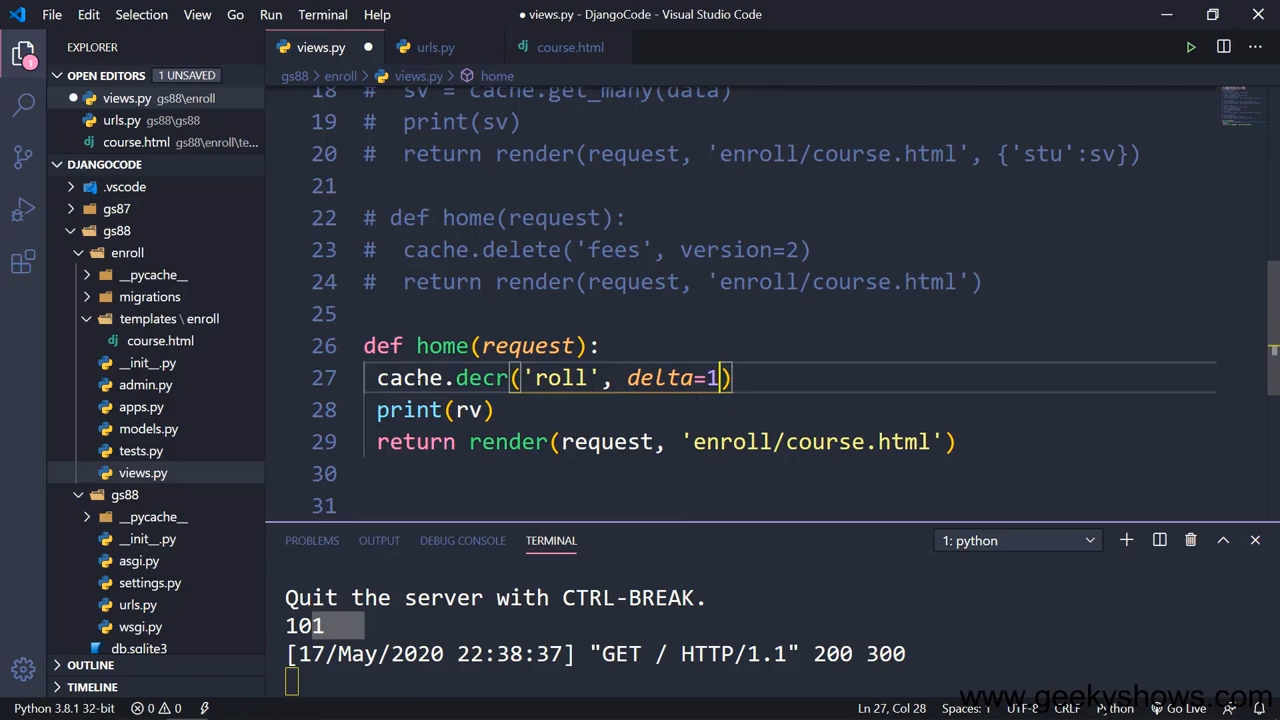 File Edit Selection View Go Run Terminal Help
● views.py - DjangoCode - Visual Studio Code
EXPLORER
OPEN EDITORS 1 UNSAVED
views.py gs88\enroll
urls.py gs88\gs88
course.html gs88\enroll\te...
DJANGOCODE
.vscode
gs87
gs88
enroll
__pycache__
migrations
templates \ enroll
course.html
__init__.py
admin.py
apps.py
models.py
tests.py
views.py
gs88
__pycache__
__init__.py
asgi.py
settings.py
urls.py
wsgi.py
db.sqlite3
OUTLINE
TIMELINE
1
views.py urls.py course.html
gs88 > enroll > views.py > home
18 # sv = cache.get_many(data)
19 # print(sv)
20 # return render(request, 'enroll/course.html', {'stu':sv})
21
22 # def home(request):
23 # cache.delete('fees', version=2)
24 # return render(request, 'enroll/course.html')
25
26 def home(request):
27 cache.decr('roll', delta=1)
28 print(rv)
29 return render(request, 'enroll/course.html')
30
31
PROBLEMS OUTPUT DEBUG CONSOLE TERMINAL 1: python
Quit the server with CTRL-BREAK.
101
[17/May/2020 22:38:37] "GET / HTTP/1.1" 200 300
www.geekyshows.com
Python 3.8.1 32-bit 0 0 Ln 27, Col 28 Spaces: 1 UTF-8 CRLF Python Go Live